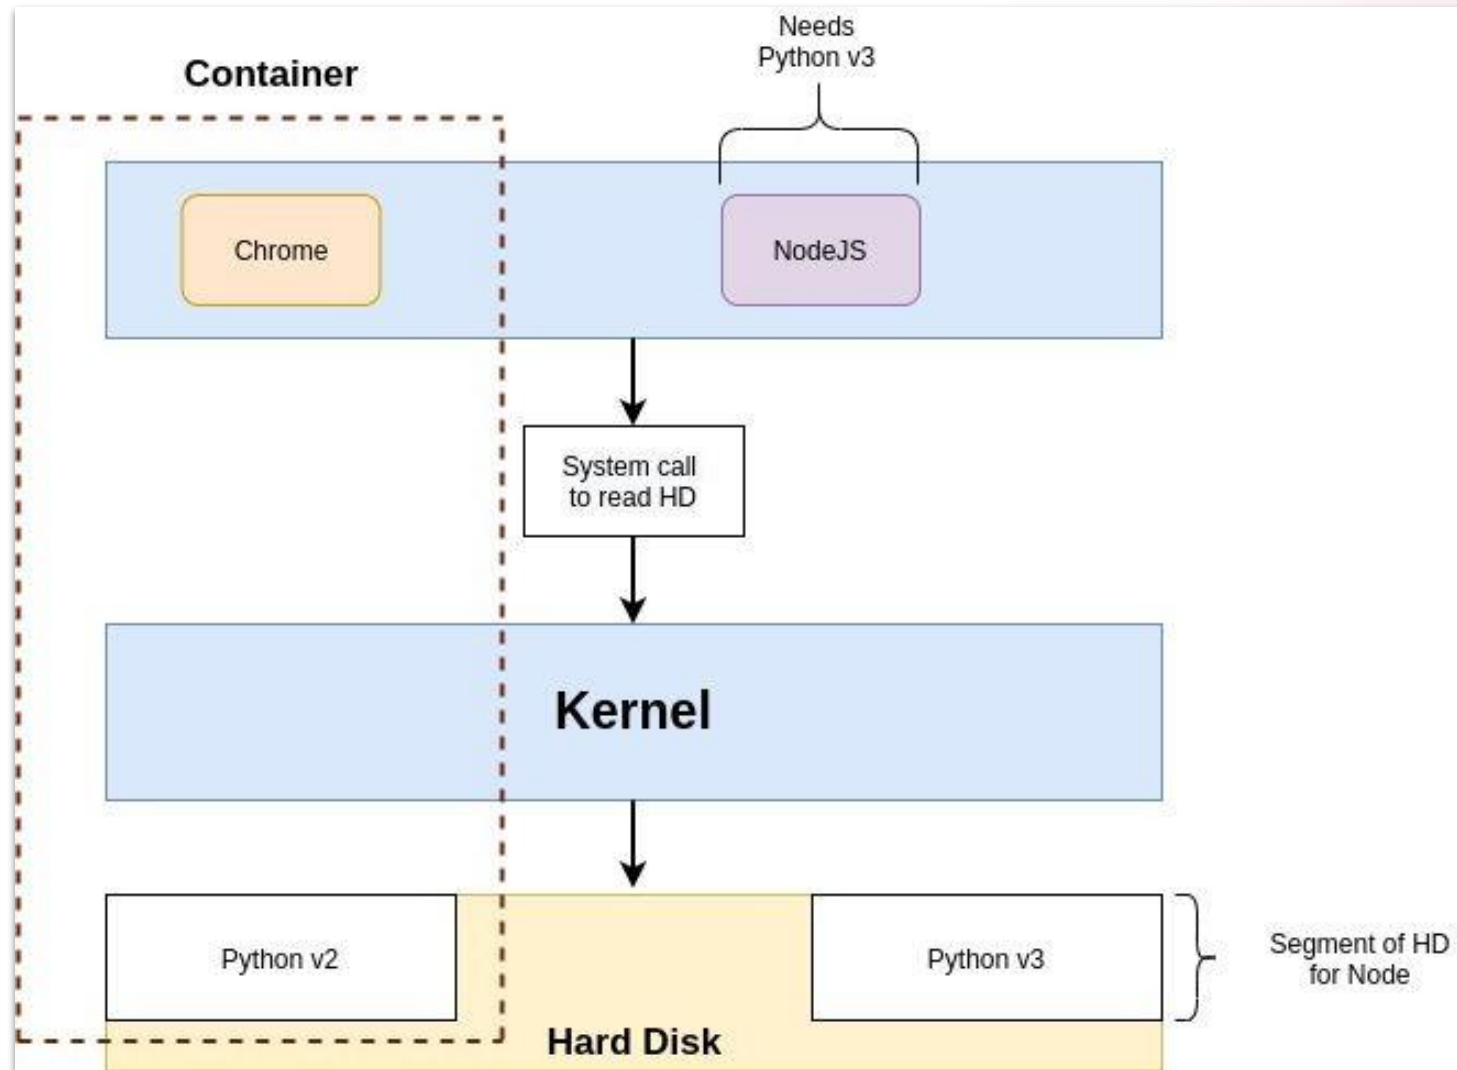 Needs
Python v3
Container
Chrome
NodeJS
System call
to read HD
Kernel
Python v2
Python v3
Segment of HD
for Node
Hard Disk